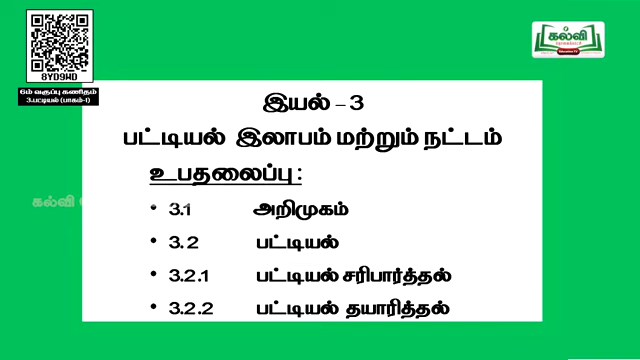 8YD9WD
6ம் வகுப்பு கணிதம்
3.பட்டியல் (பாகம்-1)
கல்வி
இயல் – 3
பட்டியல் இலாபம் மற்றும் நட்டம்
உபதலைப்பு :
கல்வி
• 3.1 அறிமுகம்
• 3. 2 பட்டியல்
• 3.2.1 பட்டியல் சரிபார்த்தல்
• 3.2.2 பட்டியல் தயாரித்தல்